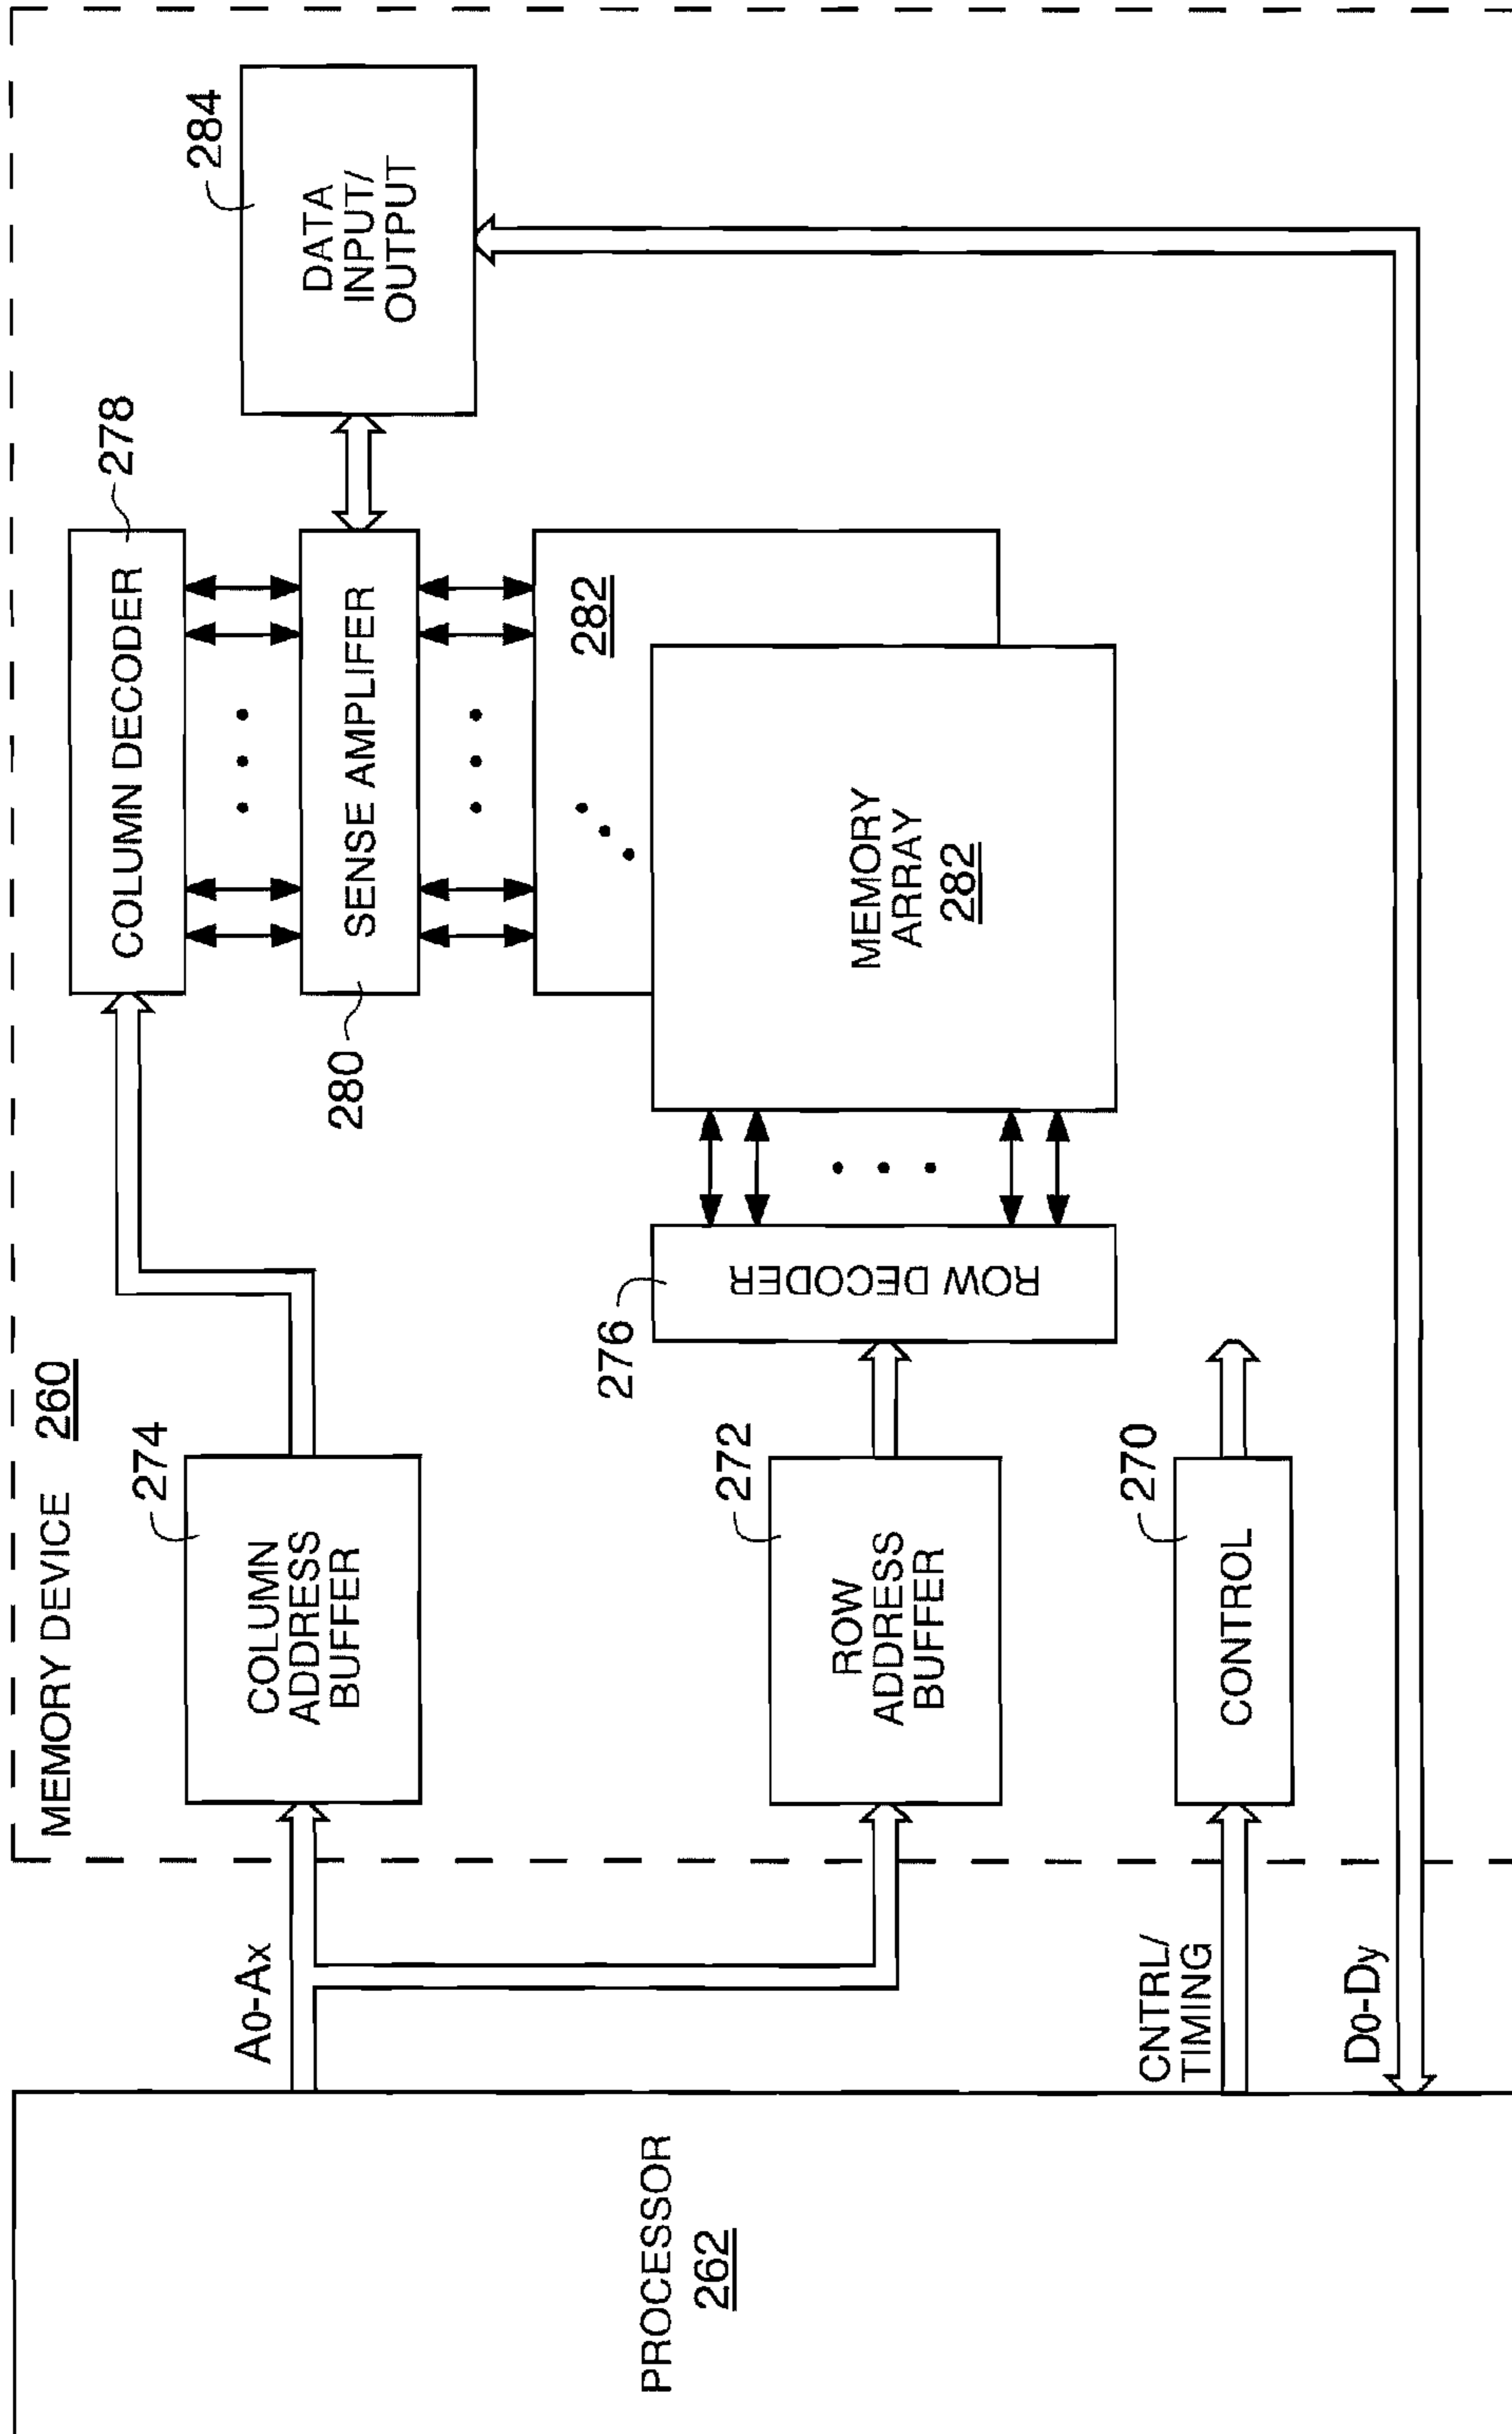 MEMORY DEVICE 260
PROCESSOR
262
A0-Ax
CNTRL/
TIMING
D0-Dy
274
COLUMN
ADDRESS
BUFFER
272
ROW
ADDRESS
BUFFER
270
CONTROL
276
ROW DECODER
COLUMN DECODER
278
SENSE AMPLIFER
280
282
MEMORY
ARRAY
282
284
DATA
INPUT/
OUTPUT